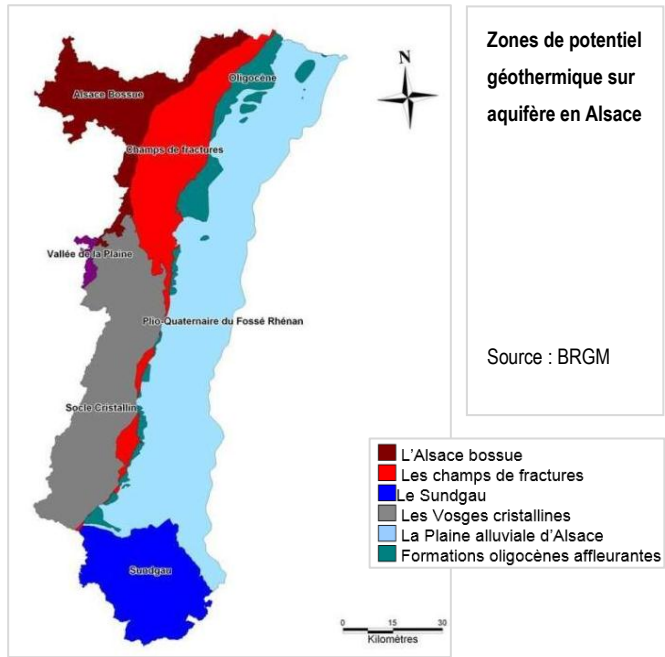 Zones de potentiel
géothermique sur
aquifère en Alsace
Source : BRGM
N
Oligocène
Alsace Bossue
Champs de fractures
Vallée de la Plaine
Plio-Quaternaire du Fossé Rhénan
Socle Cristallin
Sundgau
L'Alsace bossue
Les champs de fractures
Le Sundgau
Les Vosges cristallines
La Plaine alluviale d'Alsace
Formations oligocènes affleurantes
0 15 30
Kilomètres